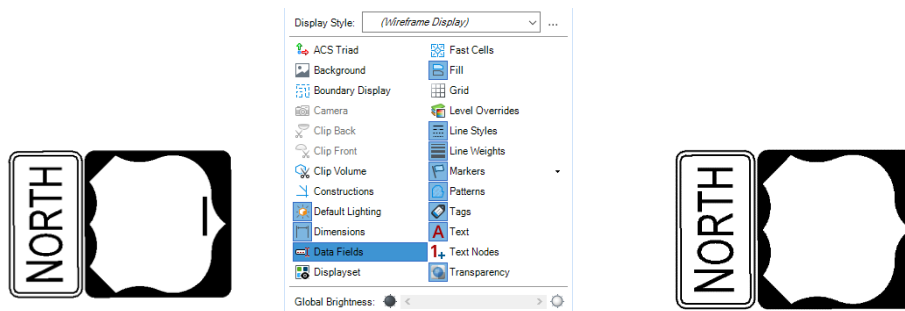 Display Style: (Wireframe Display) ...
ACS Triad Fast Cells
Background Fill
Boundary Display Grid
Camera Level Overrides
Clip Back Line Styles
Clip Front Line Weights
Clip Volume Markers
Constructions Patterns
Default Lighting Tags
Dimensions A Text
Data Fields 1+ Text Nodes
Displayset Transparency
Global Brightness: < >
NORTH
NORTH